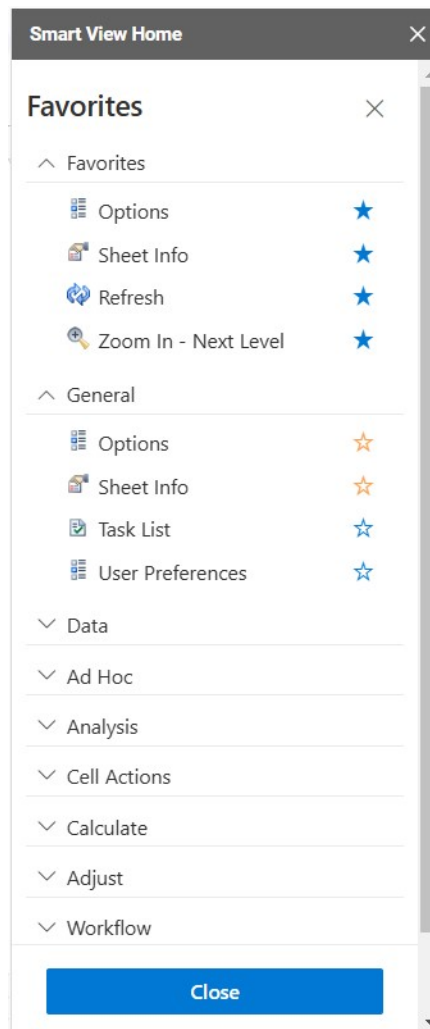 Smart View Home
Favorites
Favorites
Options
Sheet Info
Refresh
Zoom In - Next Level
General
Options
Sheet Info
Task List
User Preferences
Data
Ad Hoc
Analysis
Cell Actions
Calculate
Adjust
Workflow
Close